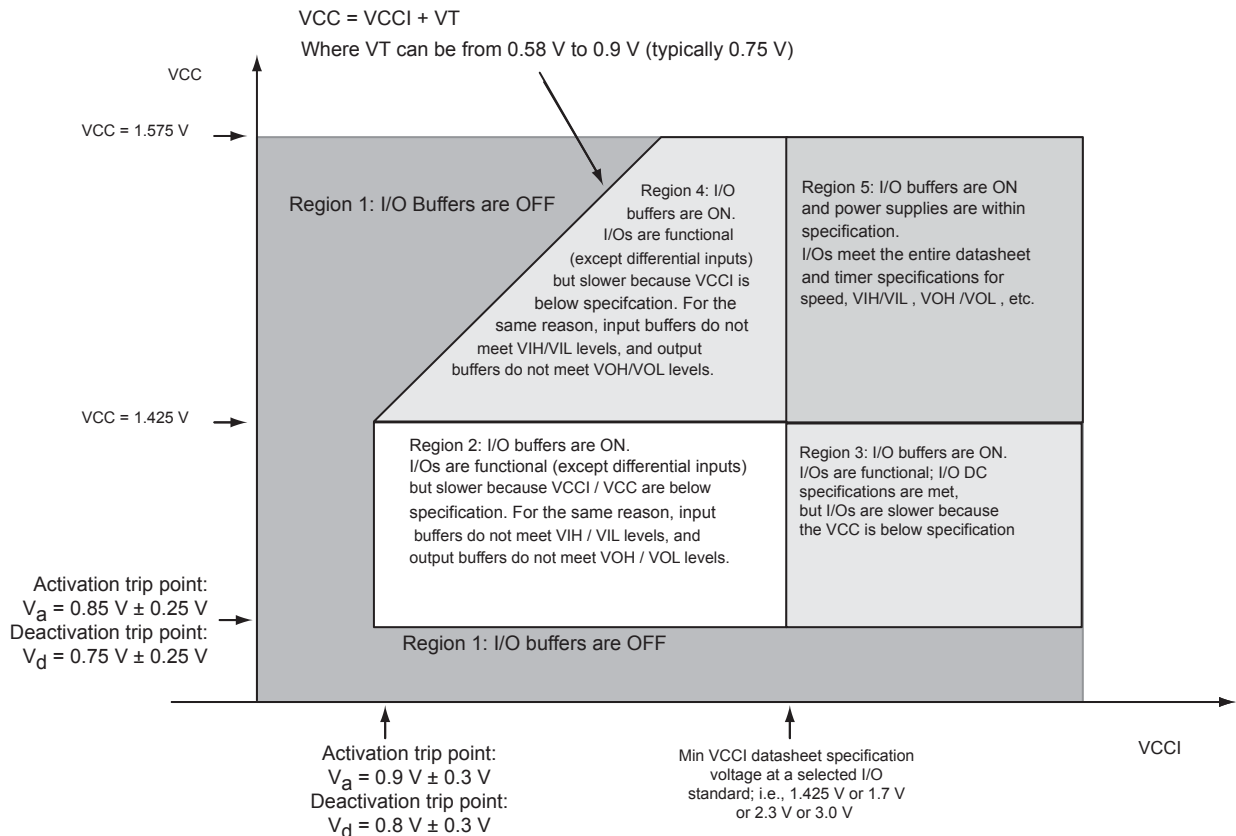 VCC = VCCI + VT
Where VT can be from 0.58 V to 0.9 V (typically 0.75 V)
VCC
VCC = 1.575 V
Region 1: I/O Buffers are OFF
Region 4: I/O
buffers are ON.
I/Os are functional
(except differential inputs)
but slower because VCCI is
below specifcation. For the
same reason, input buffers do not
meet VIH/VIL levels, and output
buffers do not meet VOH/VOL levels.
Region 5: I/O buffers are ON
and power supplies are within
specification.
I/Os meet the entire datasheet
and timer specifications for
speed, VIH/VIL , VOH /VOL , etc.
VCC = 1.425 V
Region 2: I/O buffers are ON.
I/Os are functional (except differential inputs)
but slower because VCCI / VCC are below
specification. For the same reason, input
buffers do not meet VIH / VIL levels, and
output buffers do not meet VOH / VOL levels.
Region 3: I/O buffers are ON.
I/Os are functional; I/O DC
specifications are met,
but I/Os are slower because
the VCC is below specification
Activation trip point:
Va = 0.85 V ± 0.25 V
Deactivation trip point:
Vd = 0.75 V ± 0.25 V
Region 1: I/O buffers are OFF
VCCI
Activation trip point:
Va = 0.9 V ± 0.3 V
Deactivation trip point:
Vd = 0.8 V ± 0.3 V
Min VCCI datasheet specification
voltage at a selected I/O
standard; i.e., 1.425 V or 1.7 V
or 2.3 V or 3.0 V